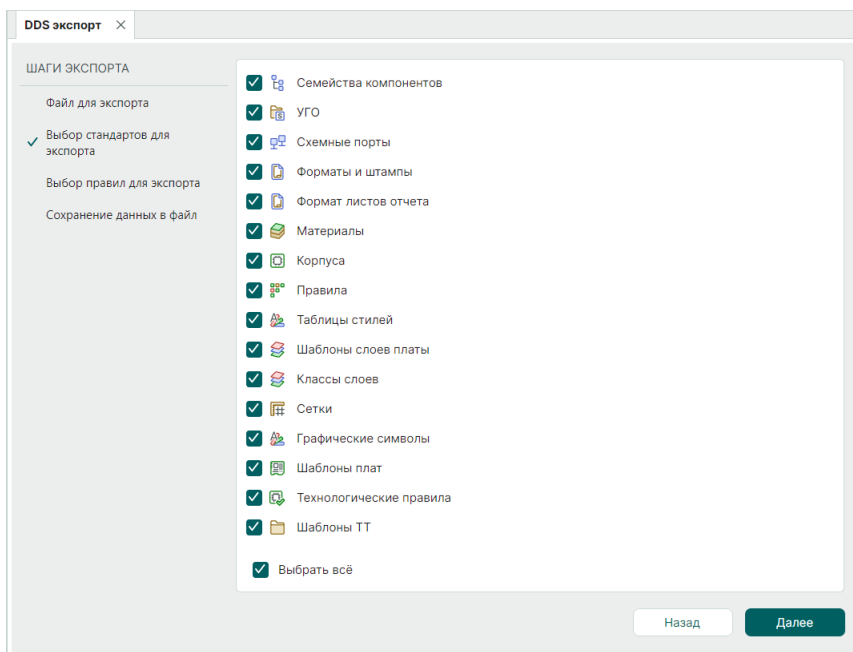 DDS экспорт
ШАГИ ЭКСПОРТА
Файл для экспорта
Выбор стандартов для
экспорта
Выбор правил для экспорта
Сохранение данных в файл
Семейства компонентов
УГО
Схемные порты
Форматы и штампы
Формат листов отчета
Материалы
Корпуса
Правила
Таблицы стилей
Шаблоны слоев платы
Классы слоев
Сетки
Графические символы
Шаблоны плат
Технологические правила
Шаблоны ТТ
Выбрать всё
Назад
Далее